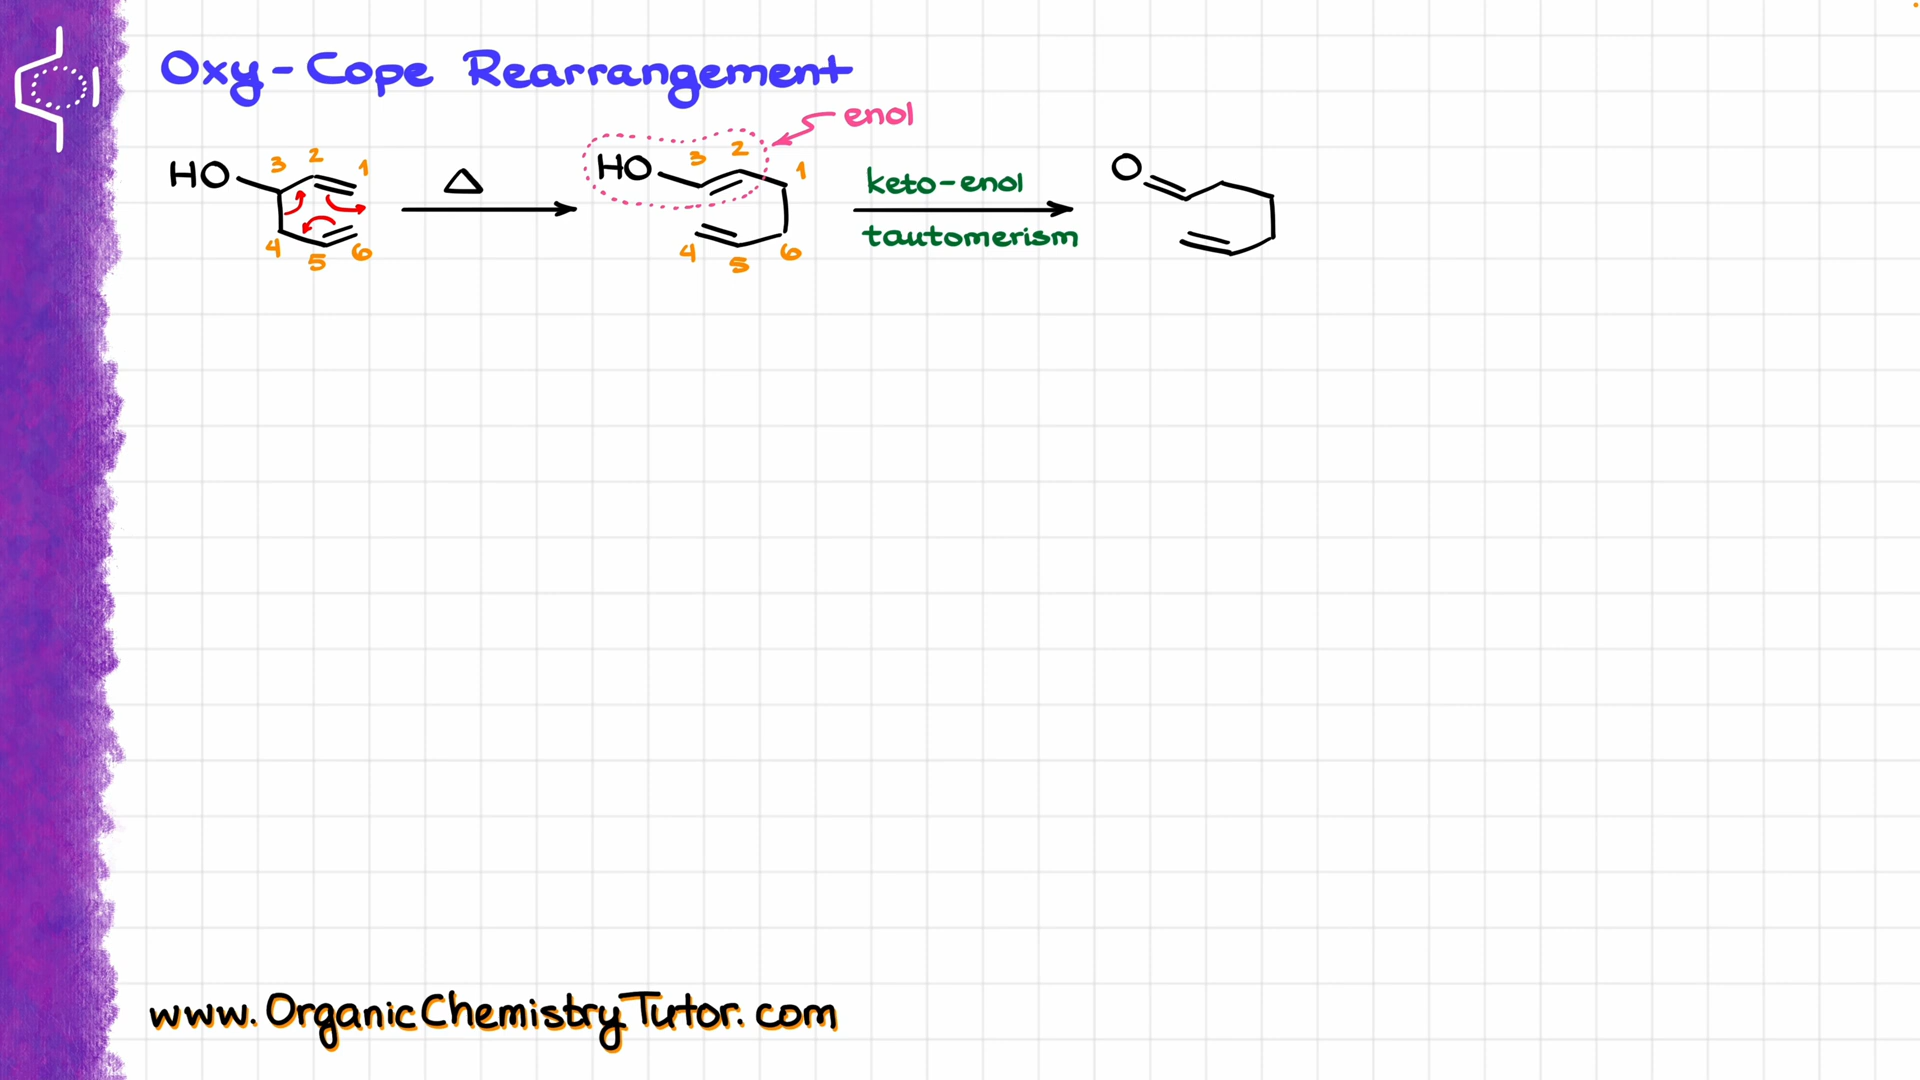 Oxy-Cope Rearrangement
enol
HO 3 2 1 4 5 6
△
HO 3 2 1 4 5 6
keto-enol
tautomerism
O
www.OrganicChemistryTutor.com